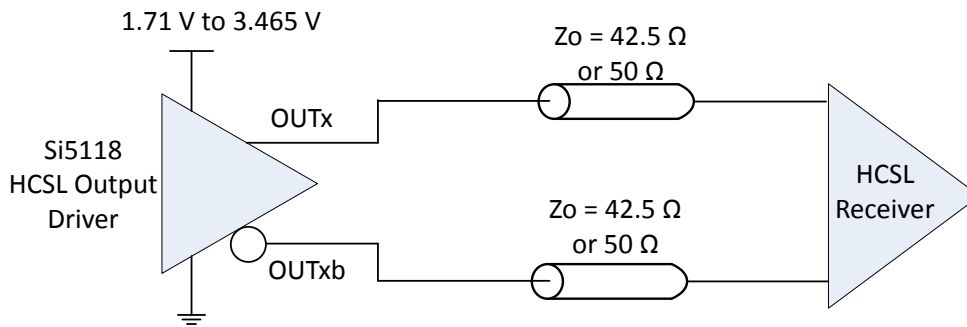 1.71 V to 3.465 V
Zo = 42.5 Ω
or 50 Ω
OUTx
Si5118
HCSL Output
Driver
HCSL
Receiver
Zo = 42.5 Ω
or 50 Ω
OUTxb